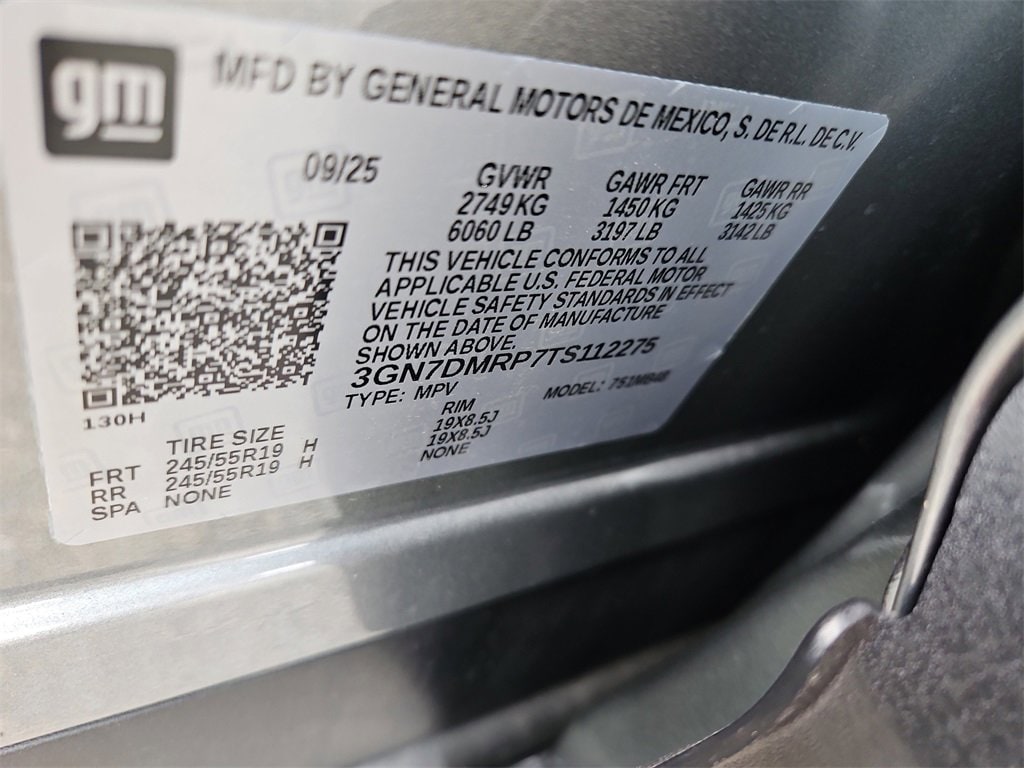 gm
MFD BY GENERAL MOTORS DE MEXICO, S. DE R.L. DE C.V.
09/25 GVWR GAWR FRT GAWR RR
2749 KG 1450 KG 1425 KG
6060 LB 3197 LB 3142 LB
THIS VEHICLE CONFORMS TO ALL
APPLICABLE U.S. FEDERAL MOTOR
VEHICLE SAFETY STANDARDS IN EFFECT
ON THE DATE OF MANUFACTURE
SHOWN ABOVE.
3GN7DMRP7TS112275
TYPE: MPV MODEL:
130H
TIRE SIZE RIM
FRT 245/55R19 H 19X8.5J
RR 245/55R19 H 19X8.5J
SPA NONE NONE